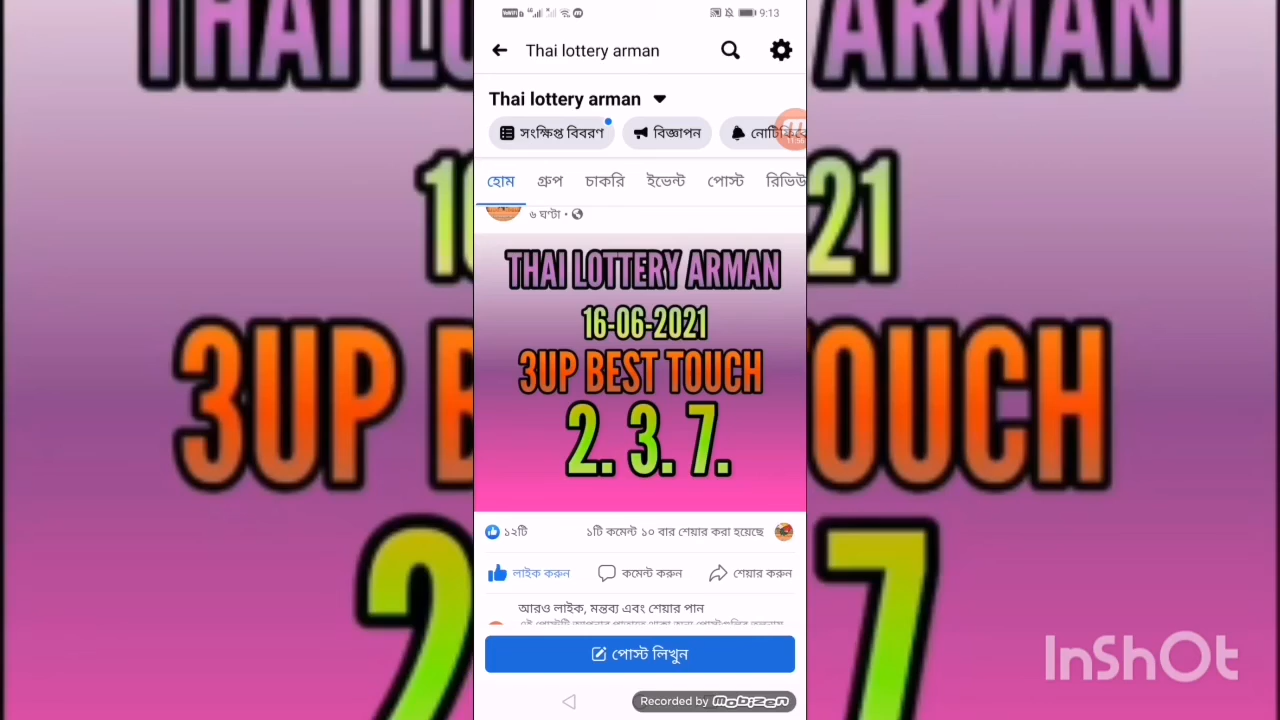 9:13
Thai lottery arman
Thai lottery arman
সংক্ষিপ্ত বিবরণ
বিজ্ঞাপন
হোম
গ্রুপ
চাকরি
ইভেন্ট
পোস্ট
রিভিউ
৬ ঘণ্টা
THAI LOTTERY ARMAN
16-06-2021
3UP BEST TOUCH
2. 3. 7.
১২টি
১টি কমেন্ট ১০ বার শেয়ার করা হয়েছে
লাইক করুন
কমেন্ট করুন
শেয়ার করুন
আরও লাইক, মন্তব্য এবং শেয়ার পান
পোস্ট লিখুন
Recorded by mobizen
InShOt